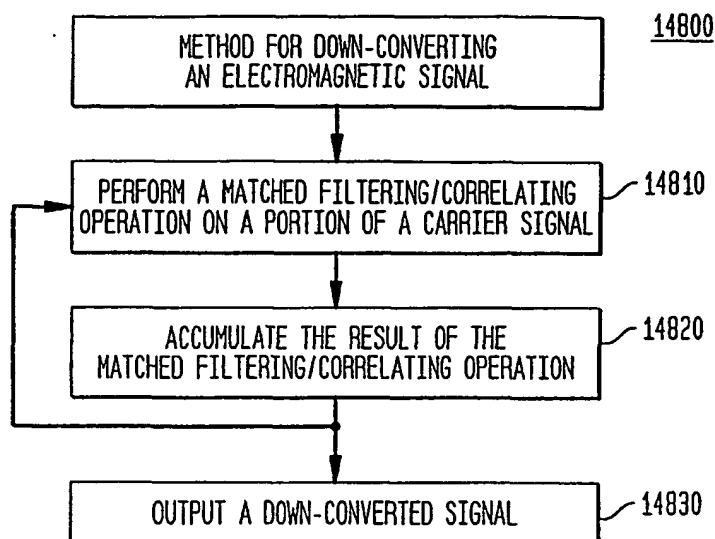 14800
METHOD FOR DOWN-CONVERTING
AN ELECTROMAGNETIC SIGNAL
PERFORM A MATCHED FILTERING/CORRELATING
OPERATION ON A PORTION OF A CARRIER SIGNAL
14810
ACCUMULATE THE RESULT OF THE
MATCHED FILTERING/CORRELATING OPERATION
14820
OUTPUT A DOWN-CONVERTED SIGNAL
14830